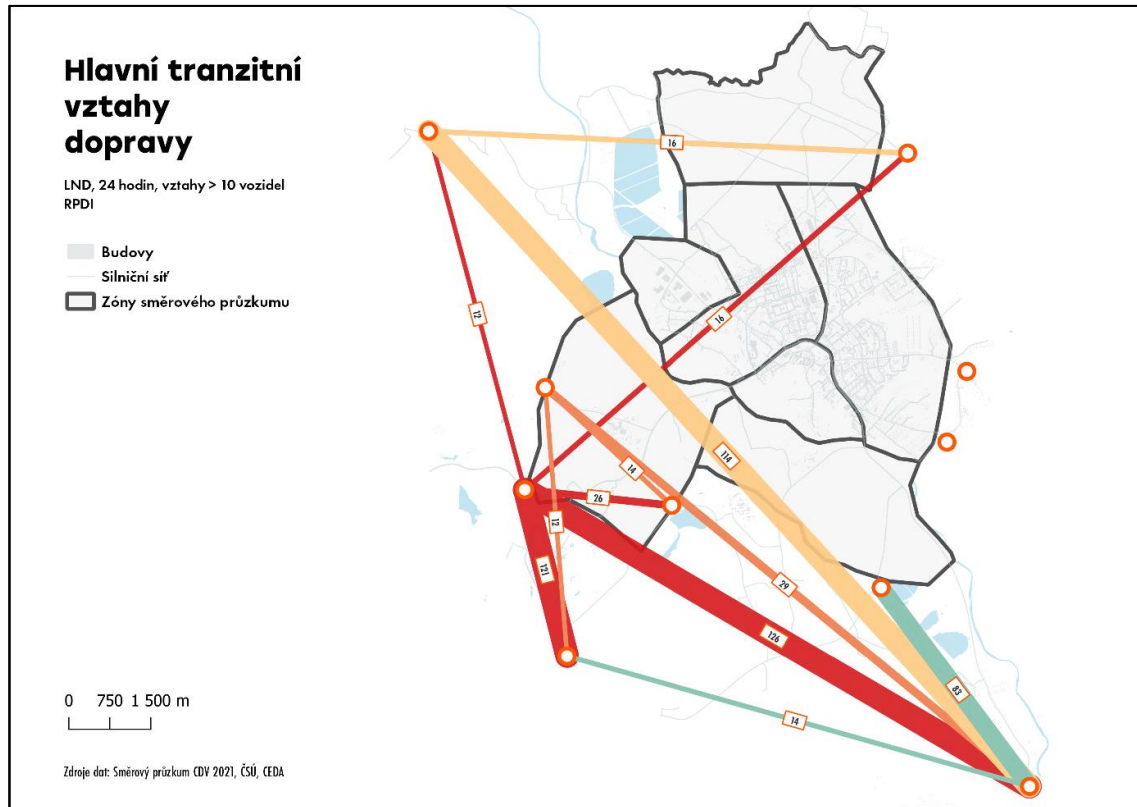 Hlavní tranzitní
vztahy
dopravy
LND, 24 hodin, vztahy > 10 vozidel
RPDI
Budovy
Silniční síť
Zóny směrového průzkumu
16
12
16
114
14
26
12
121
29
126
83
14
0 750 1 500 m
Zdroje dat: Směrový průzkum CDV 2021, ČSÚ, CEDA